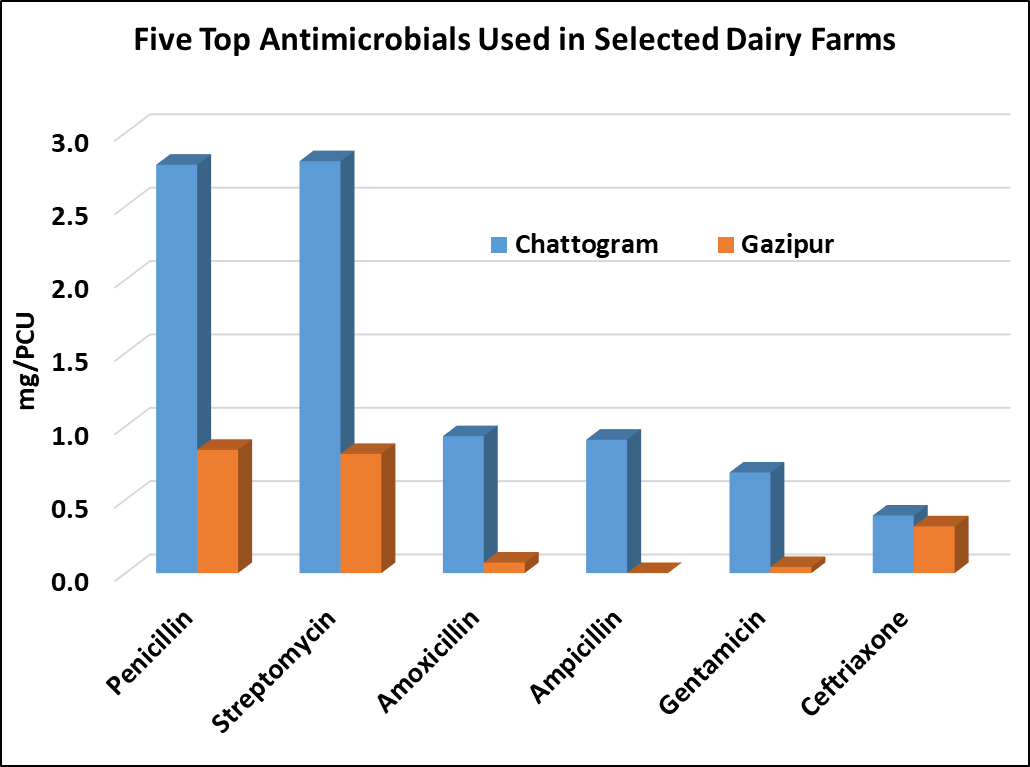 Five Top Antimicrobials Used in Selected Dairy Farms
3.0
2.5
2.0
1.5
1.0
0.5
0.0
mg/PCU
Chattogram
Gazipur
Penicillin
Streptomycin
Amoxicillin
Ampicillin
Gentamicin
Ceftriaxone